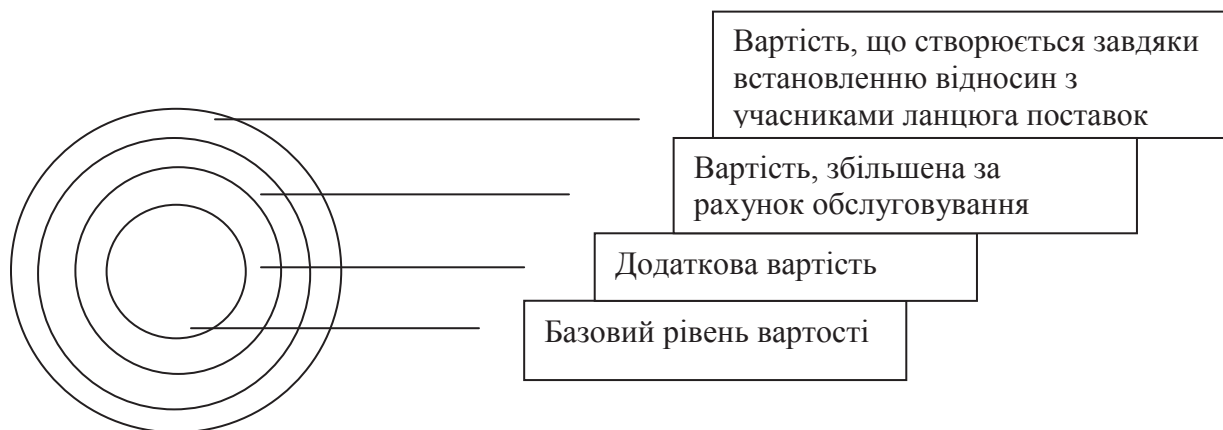 Вартість, що створюється завдяки
встановленню відносин з
учасниками ланцюга поставок
Вартість, збільшена за
рахунок обслуговування
Додаткова вартість
Базовий рівень вартості